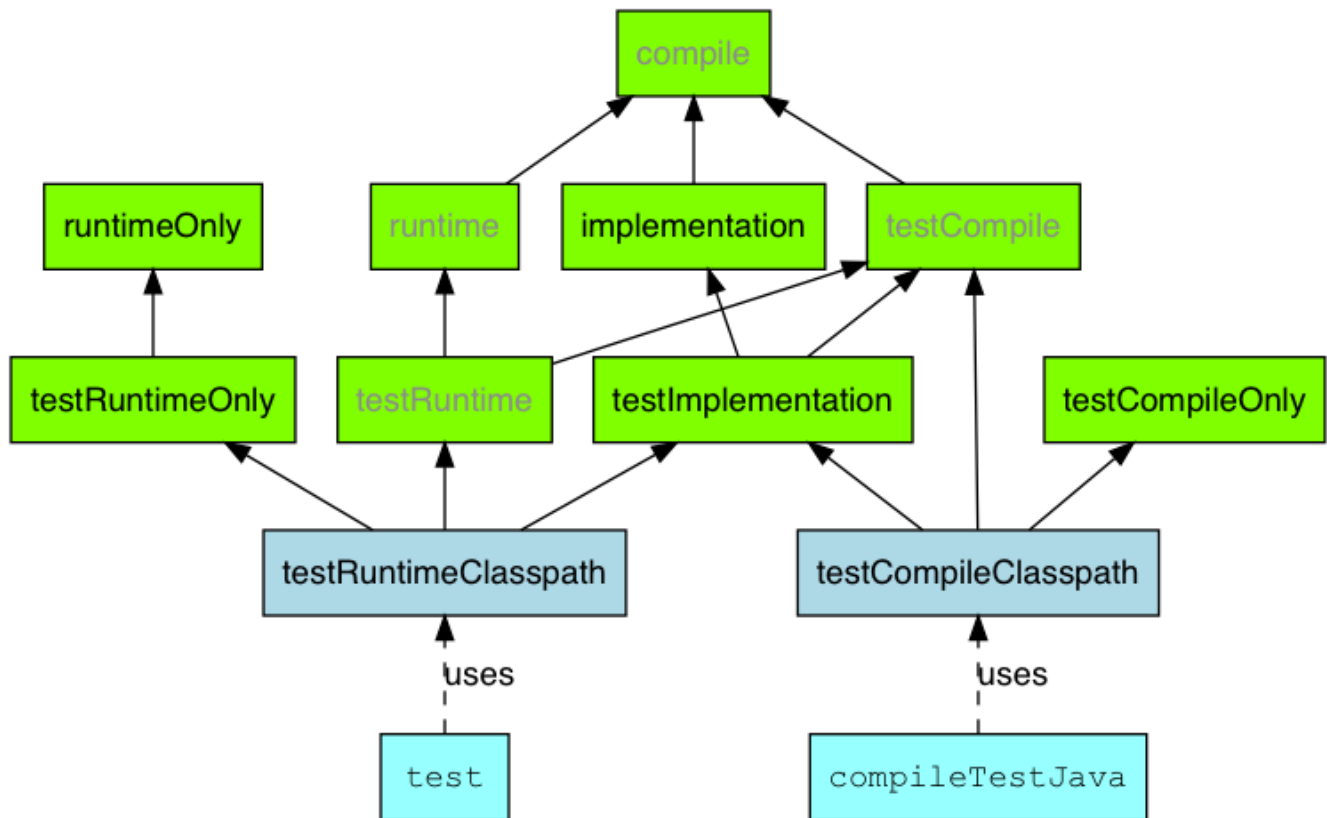 compile
runtimeOnly
runtime
implementation
testCompile
testRuntimeOnly
testRuntime
testImplementation
testCompileOnly
testRuntimeClasspath
testCompileClasspath
uses
uses
test
compileTestJava